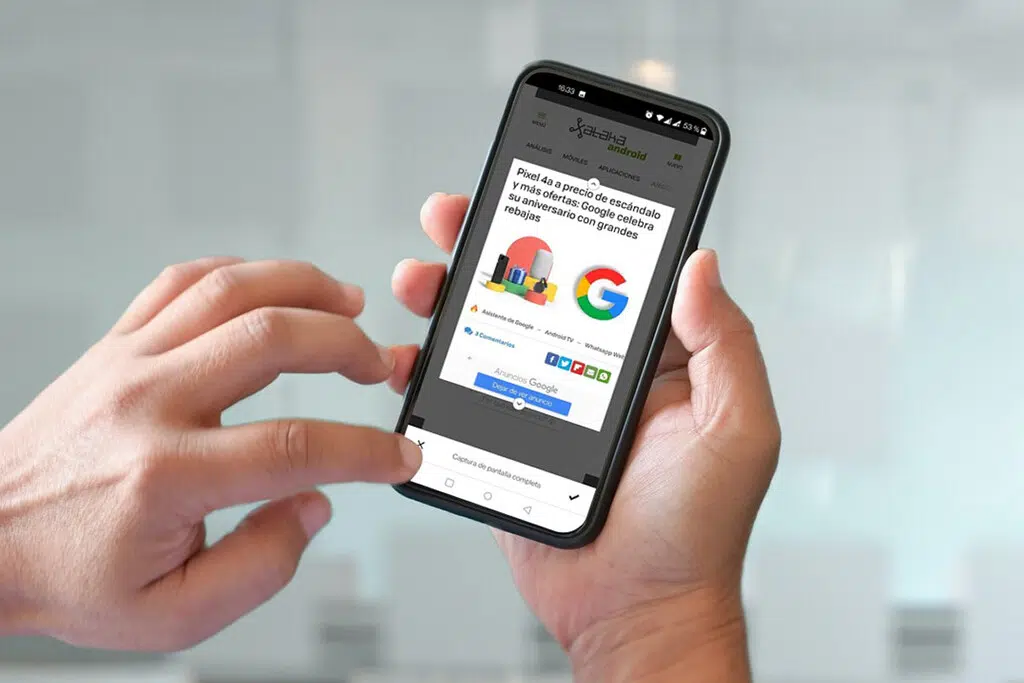 16:33
53 %
MENÚ
xataka
android
NUEVO
ANÁLISIS MÓVILES APLICACIONES
Pixel 4a a precio de escándalo
y más ofertas: Google celebra
su aniversario con grandes
rebajas
G
Asistente de Google – Android TV – Whatsapp Web
3 Comentarios
Anuncios Google
Dejar de ver anuncio
Captura de pantalla completa